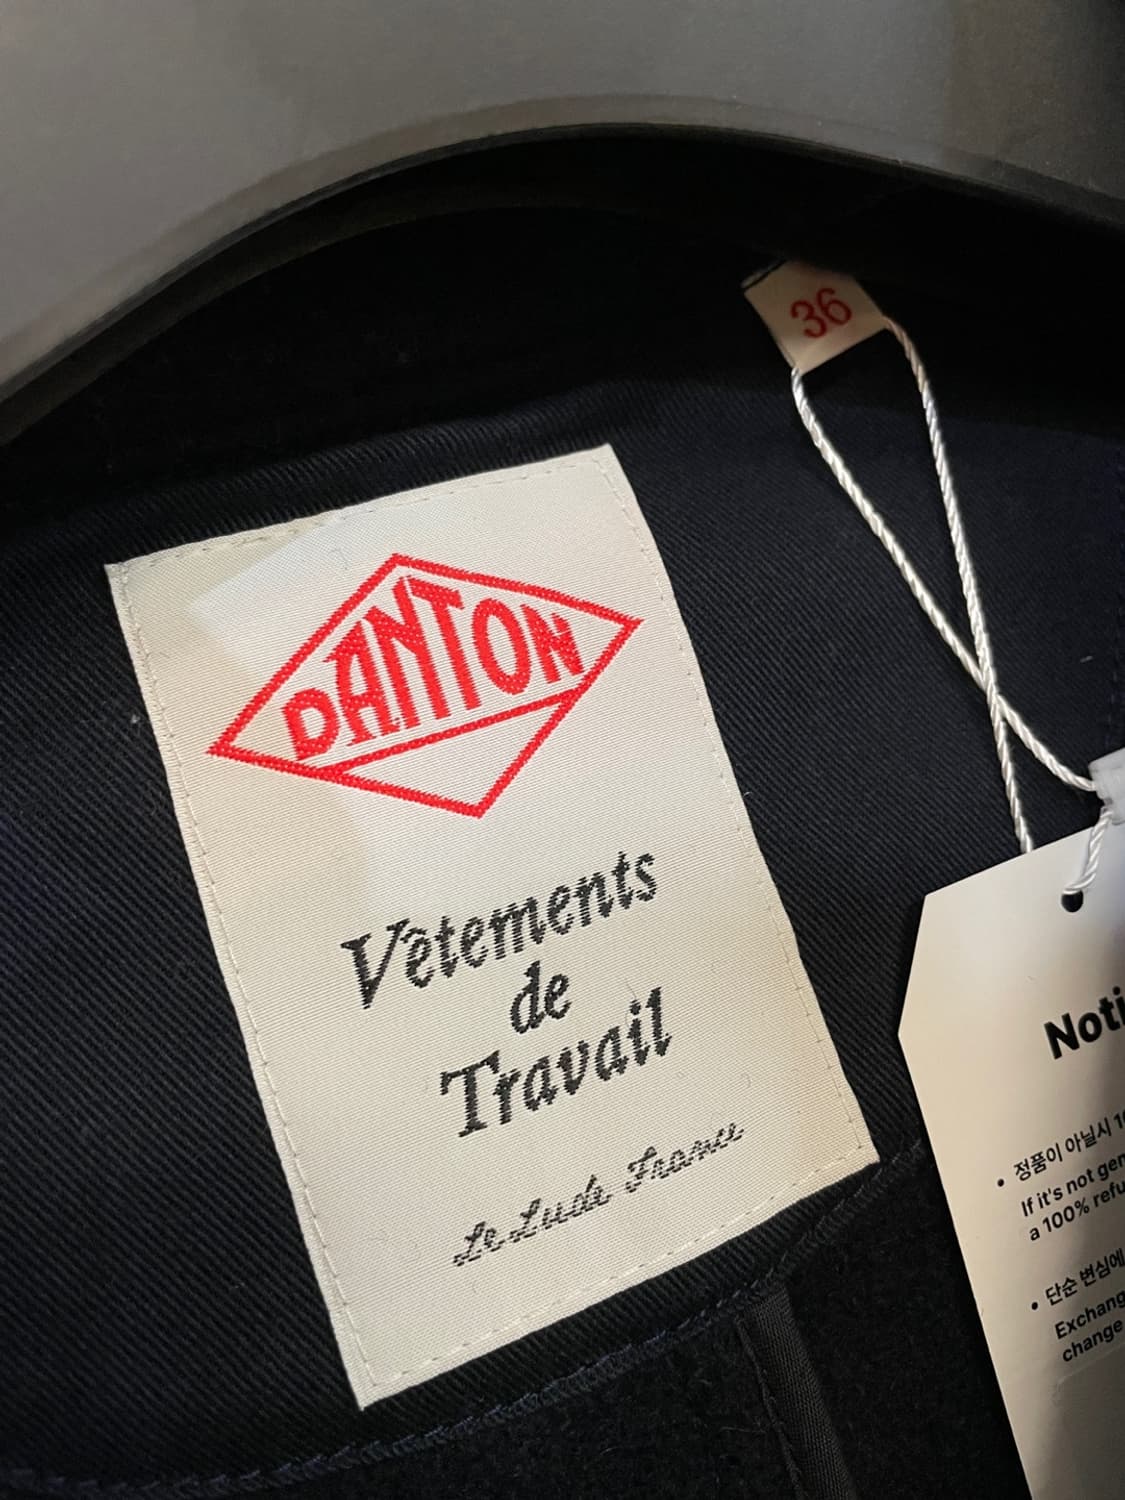 36
DANTON
Vêtements
de
Travail
Le Lude France
Noti
• 정품이 아닐시
If it's not gen
a 100% refu
• 단순 변심에
Exchang
change